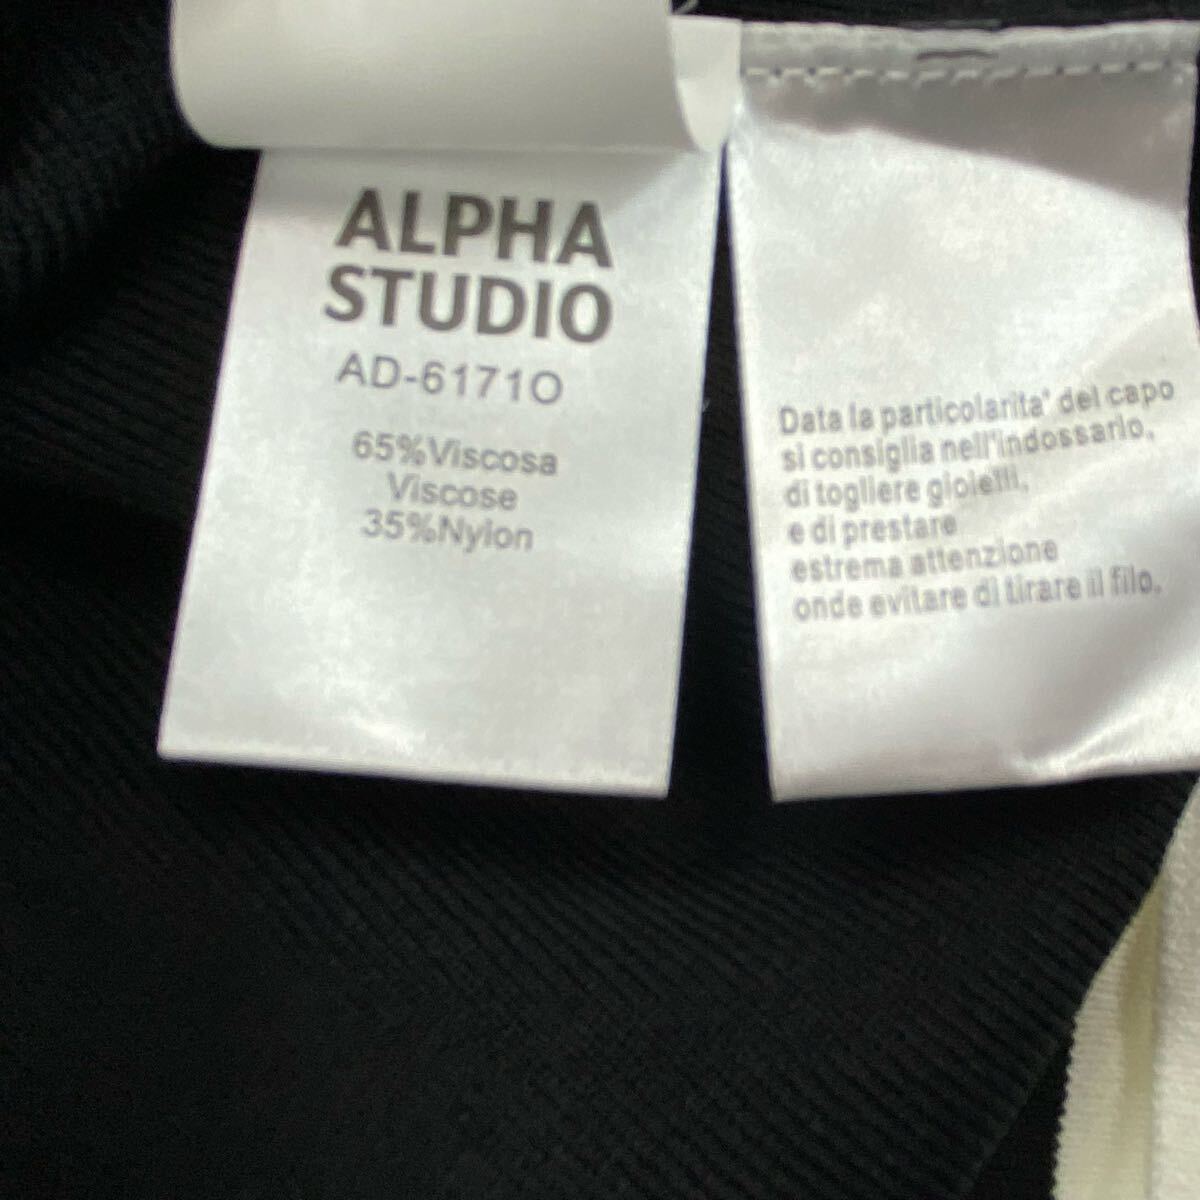 ALPHA
STUDIO
AD-6171O
65%Viscosa
Viscose
35%Nylon
Data la particolarita' del capo
si consiglia nell'indossarlo,
di togliere gioielli,
e di prestare
estrema attenzione
onde evitare di tirare il filo.